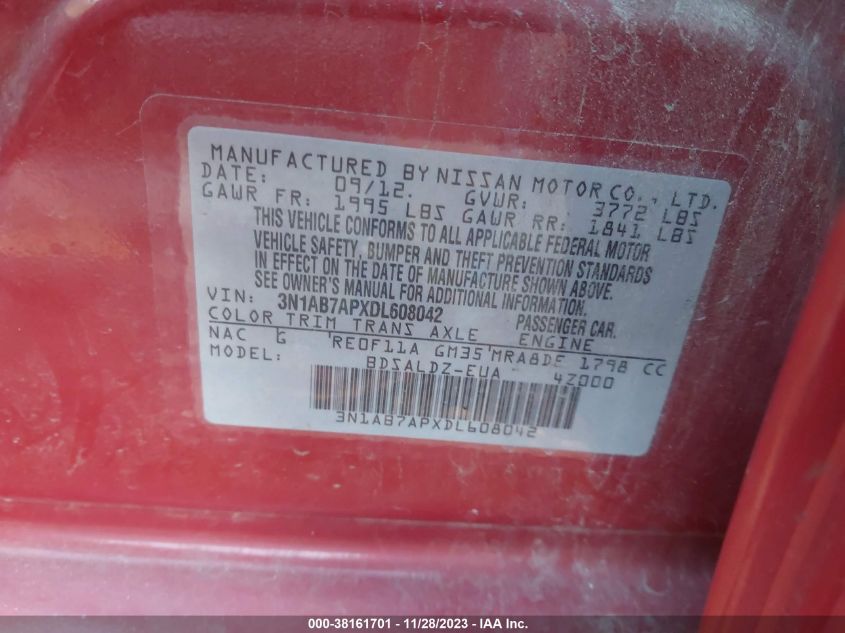 MANUFACTURED BY NISSAN MOTOR CO., LTD.
DATE: 09/12. GVWR: 3772 LBS
GAWR FR: 1995 LBS GAWR RR: 1841 LBS
THIS VEHICLE CONFORMS TO ALL APPLICABLE FEDERAL MOTOR
VEHICLE SAFETY, BUMPER AND THEFT PREVENTION STANDARDS
IN EFFECT ON THE DATE OF MANUFACTURE SHOWN ABOVE.
SEE OWNER'S MANUAL FOR ADDITIONAL INFORMATION.
VIN: 3N1AB7APXDL608042 PASSENGER CAR.
COLOR TRIM TRANS AXLE ENGINE
NAC G RE0F11A GM35 MRA8DE 1798 CC
MODEL: BDSALDZ-EUA 4Z000
3N1AB7APXDL608042
000-38161701 - 11/28/2023 - IAA Inc.